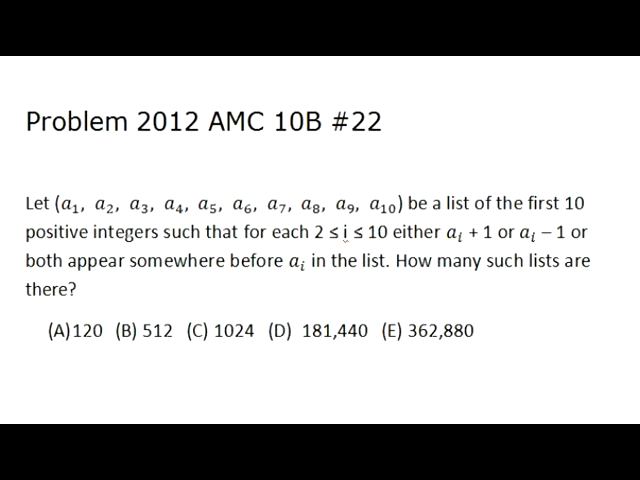 Problem 2012 AMC 10B #22
Let (a₁, a₂, a₃, a₄, a₅, a₆, a₇, a₈, a₉, a₁₀) be a list of the first 10
positive integers such that for each 2 ≤ i ≤ 10 either aᵢ + 1 or aᵢ − 1 or
both appear somewhere before aᵢ in the list. How many such lists are
there?
(A)120 (B) 512 (C) 1024 (D) 181,440 (E) 362,880